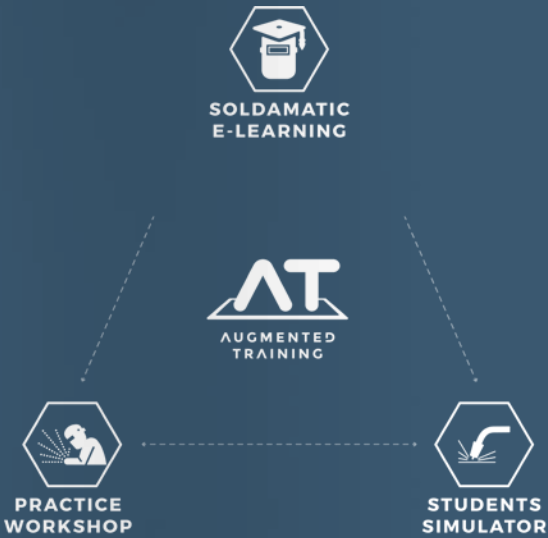 SOLDAMATIC
E-LEARNING
AT
AUGMENTED
TRAINING
PRACTICE
WORKSHOP
STUDENTS
SIMULATOR